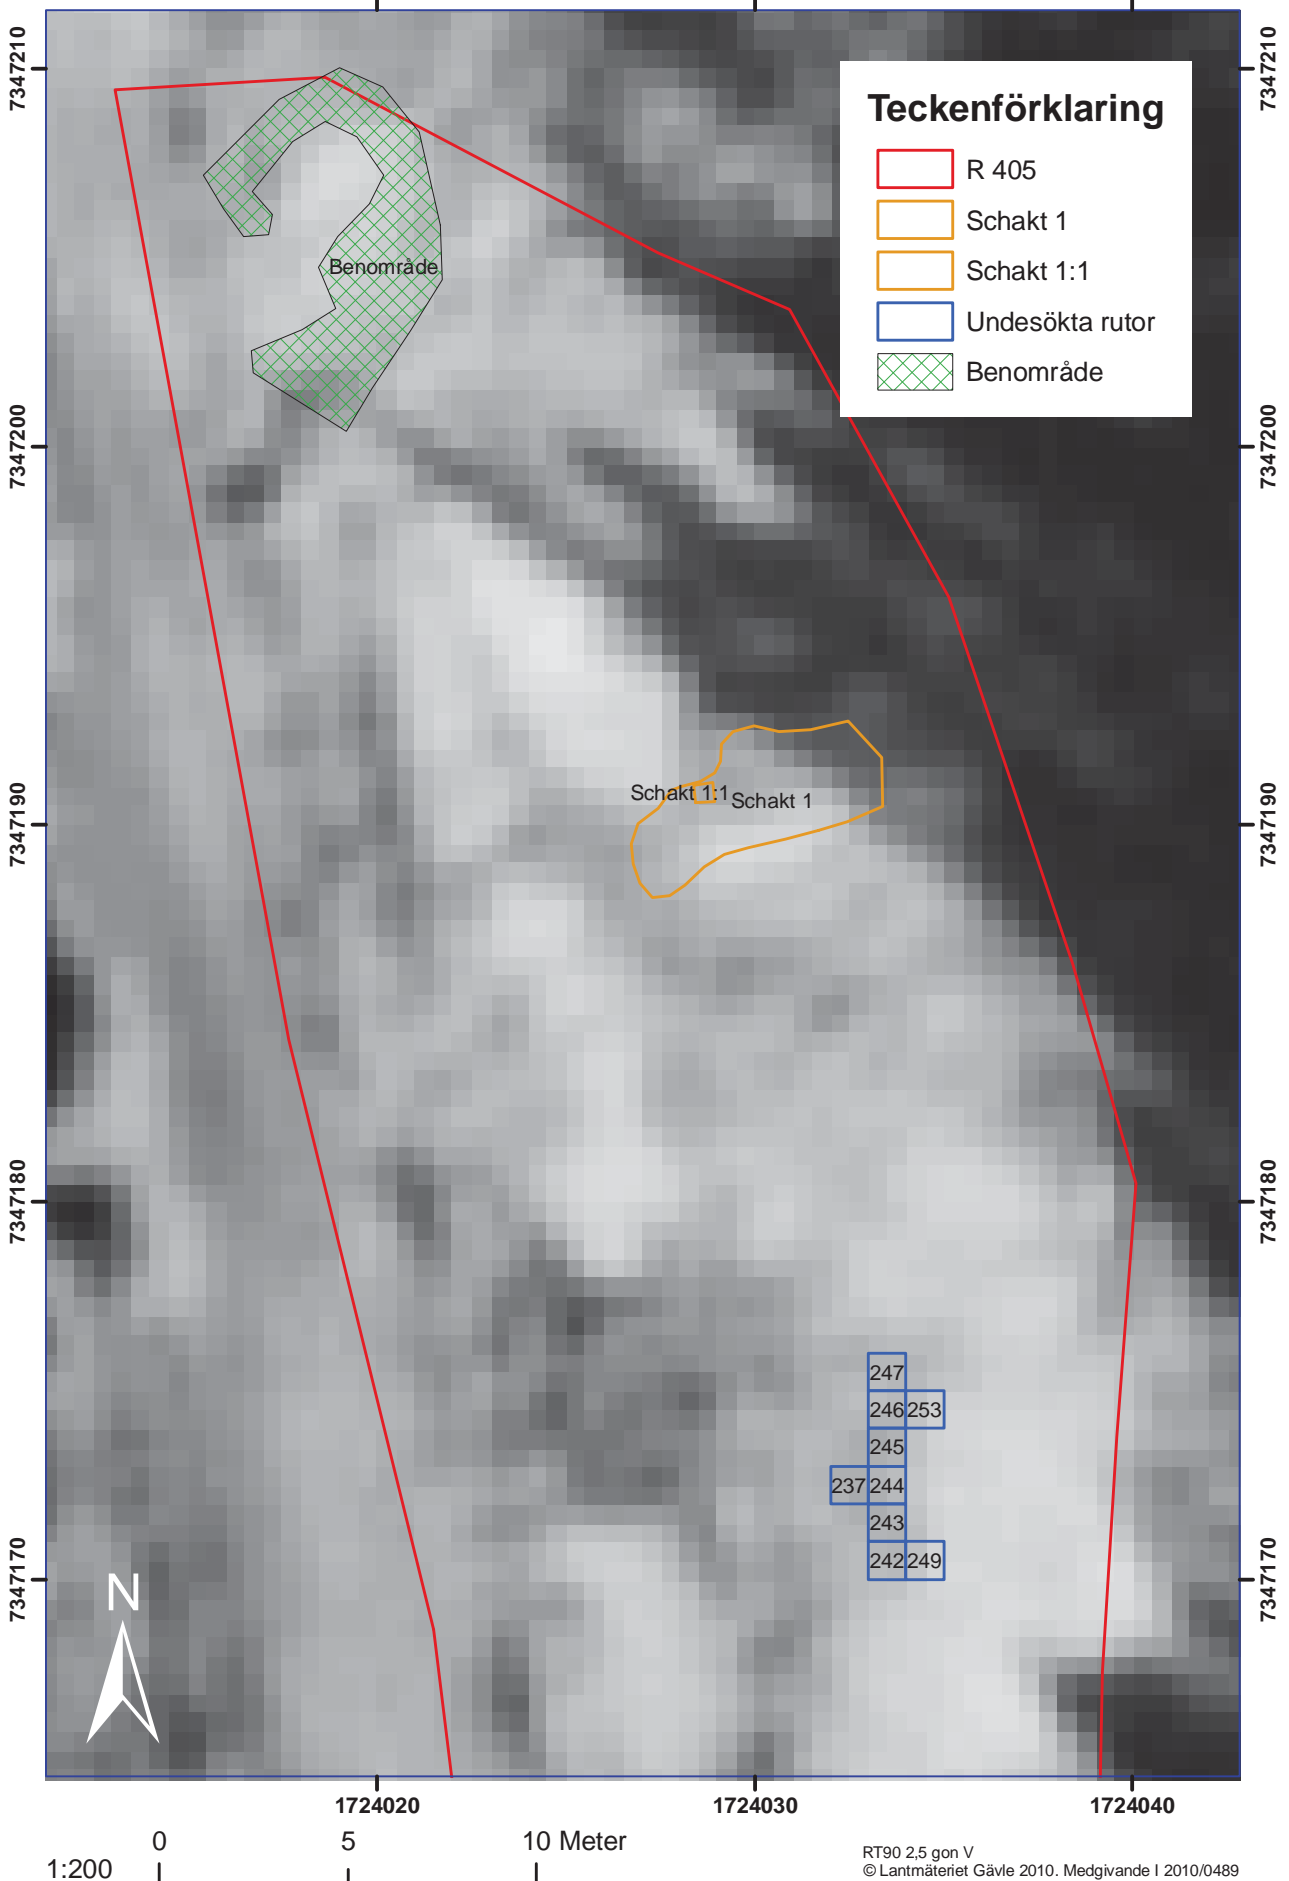 7347210
7347210
Teckenförklaring
R 405
Schakt 1
Schakt 1:1
Undesökta rutor
Benområde
Benområde
7347200
7347200
Schakt 1:1
Schakt 1
7347190
7347190
7347180
7347180
247
246 253
245
237 244
243
242 249
7347170
7347170
N
1724020 1724030 1724040
0 5 10 Meter
1:200
RT90 2,5 gon V
© Lantmäteriet Gävle 2010. Medgivande I 2010/0489